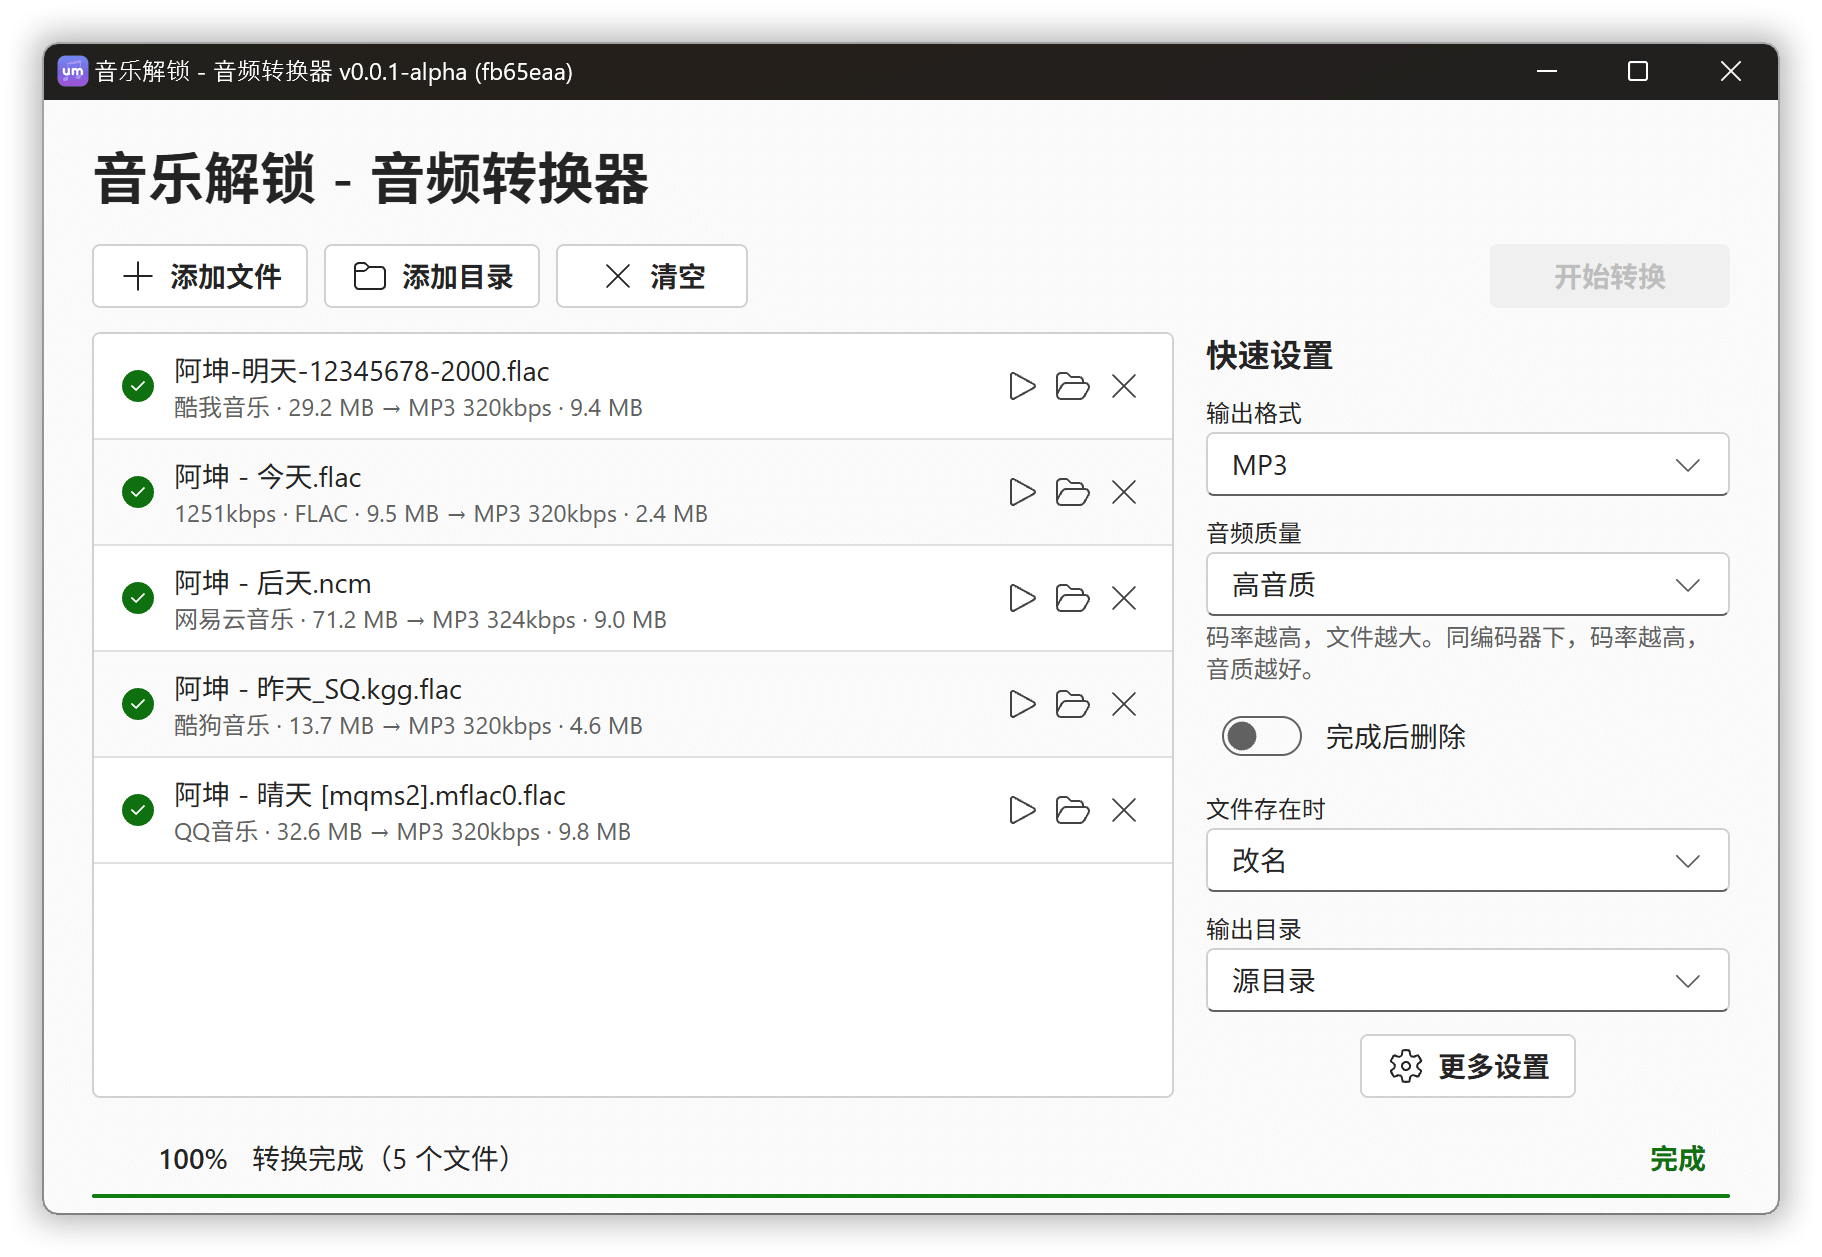 um 音乐解锁 - 音频转换器 v0.0.1-alpha (fb65eaa)
音乐解锁 - 音频转换器
添加文件 添加目录 清空 开始转换
阿坤-明天-12345678-2000.flac
酷我音乐 · 29.2 MB → MP3 320kbps · 9.4 MB
阿坤 - 今天.flac
1251kbps · FLAC · 9.5 MB → MP3 320kbps · 2.4 MB
阿坤 - 后天.ncm
网易云音乐 · 71.2 MB → MP3 324kbps · 9.0 MB
阿坤 - 昨天_SQ.kgg.flac
酷狗音乐 · 13.7 MB → MP3 320kbps · 4.6 MB
阿坤 - 晴天 [mqms2].mflac0.flac
QQ音乐 · 32.6 MB → MP3 320kbps · 9.8 MB
快速设置
输出格式
MP3
音频质量
高音质
码率越高，文件越大。同编码器下，码率越高，
音质越好。
完成后删除
文件存在时
改名
输出目录
源目录
更多设置
100% 转换完成（5 个文件） 完成